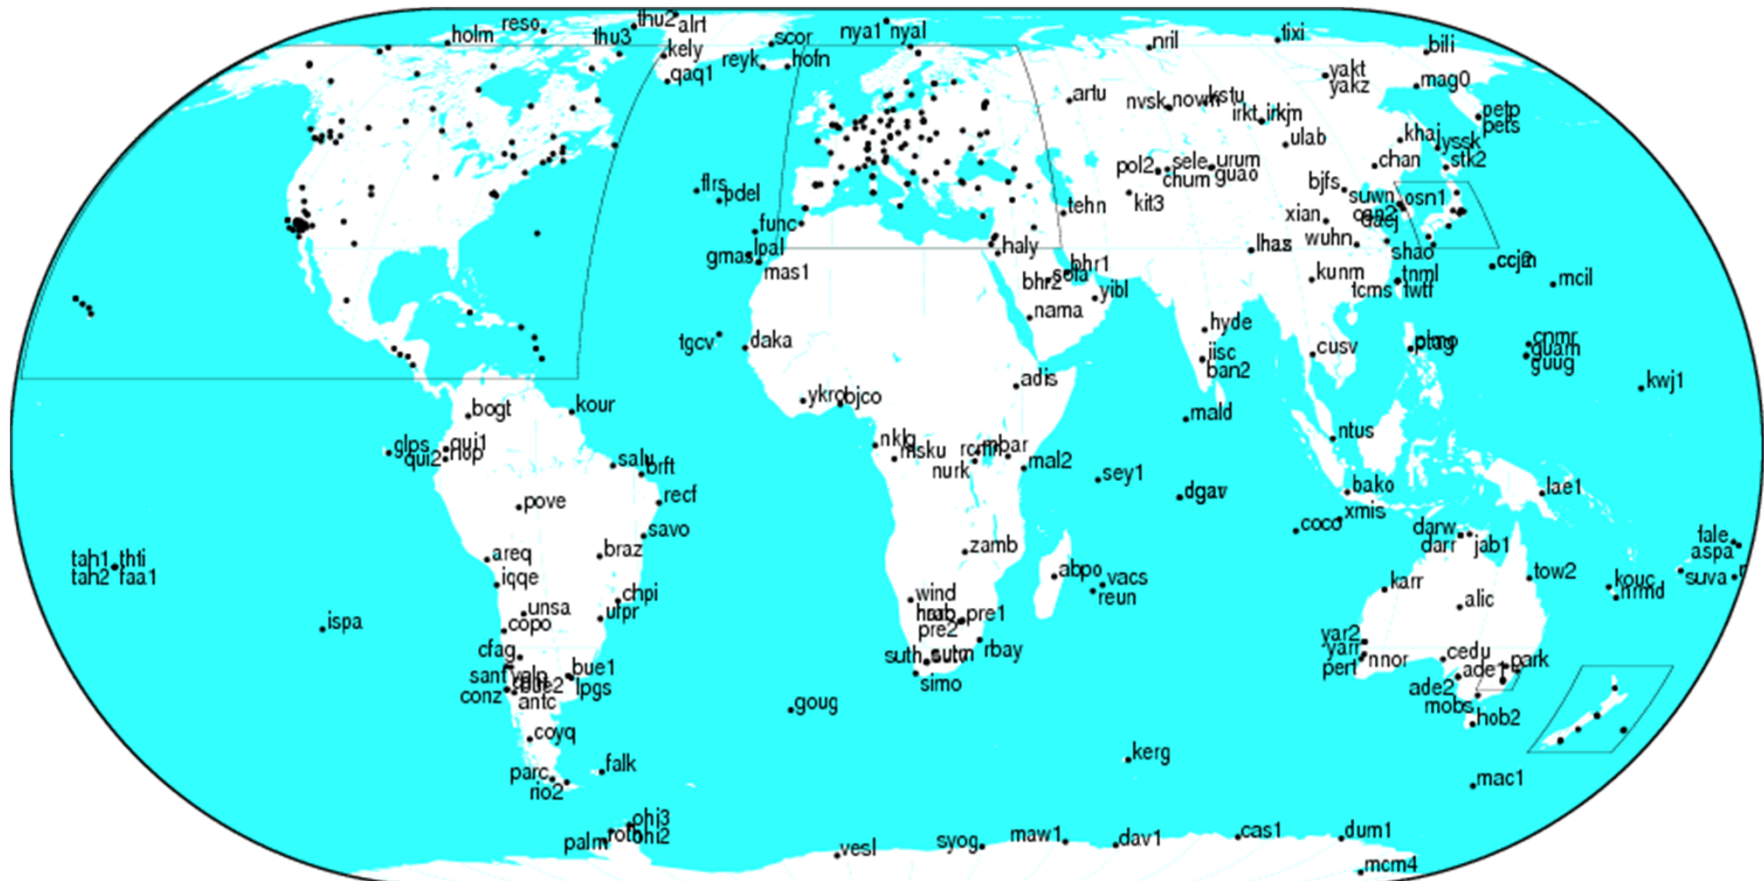 reso
thu2
alrt
holm
thu3
kely
qaq1
scor
nya1
nyal
reyk
hofn
nril
tixi
bili
yakt
yakz
mag0
petp
pets
artu
nvsk
kstu
irkt
irkm
ulab
khaj
yssk
stk2
chan
pol2
sele
urum
chum
guao
kit3
bjfs
suwn
osn1
daej
xian
wuhn
shao
tehn
flrs
pdel
func
gmas
lpal
mas1
haly
bhr1
bhr2
yibl
nama
lhaz
kunm
tnml
tcms
twtf
mcil
tgcv
daka
hyde
iisc
ban2
cusv
cnmr
guam
guug
kwj1
adis
ykro
bjco
bogt
kour
mald
ntus
glps
qui1
qui2
riop
salu
brft
nklg
msku
mbar
nurk
mal2
sey1
recf
pove
bako
lae1
savo
xmis
coco
darw
darr
jab1
fale
aspa
areq
braz
zamb
tah1
thti
tah2
faa1
iqqe
abpo
vacs
reun
karr
tow2
kouc
suva
nrmd
chpi
unsa
ufpr
wind
pre1
pre2
alic
ispa
copo
rbay
yar2
yarr
pert
nnor
cedu
ade1
park
cfag
sant
valp
bue1
conz
bue2
lpgs
antc
suth
sutm
simo
ade2
mobs
hob2
goug
coyq
kerg
parc
falk
rio2
mac1
ohi3
palm
roth
ohi2
vesl
syog
maw1
dav1
cas1
dum1
mcm4